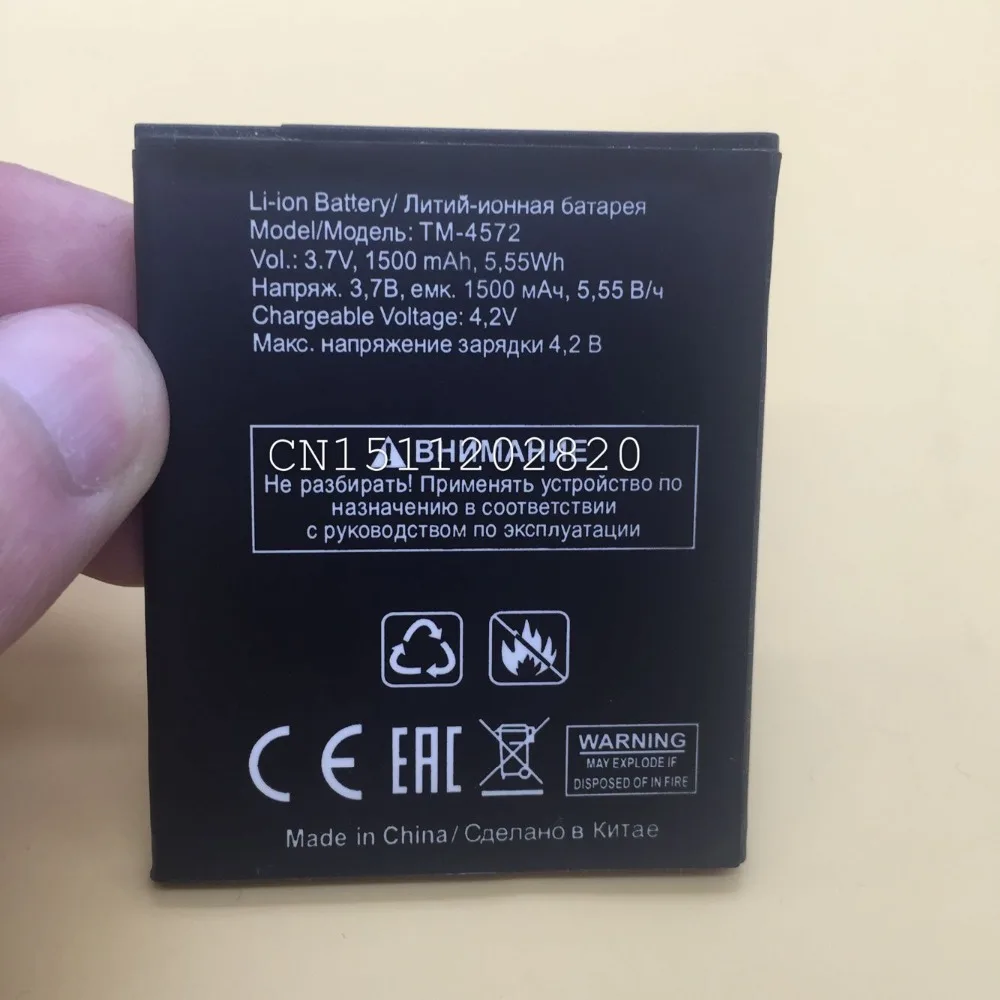 Li-ion Battery/ Литий-ионная батарея
Model/Модель: TM-4572
Vol.: 3.7V, 1500 mAh, 5,55Wh
Напряж. 3,7В, емк. 1500 мАч, 5,55 В/ч
Chargeable Voltage: 4,2V
Макс. напряжение зарядки 4,2 В
CN1511202820
ВНИМАНИЕ
Не разбирать! Применять устройство по
назначению в соответствии
с руководством по эксплуатации
CE EAC
WARNING
MAY EXPLODE IF
DISPOSED OF IN FIRE
Made in China/ Сделано в Китае